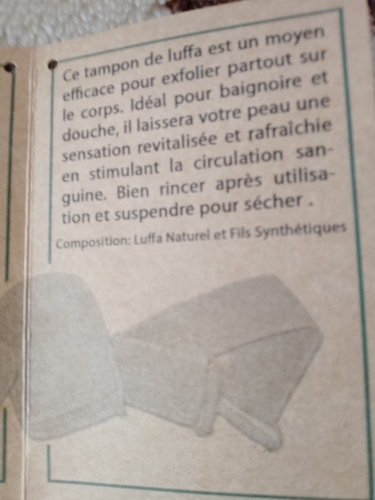 Ce tampon de luffa est un moyen
efficace pour exfolier partout sur
le corps. Idéal pour baignoire et
douche, il laissera votre peau une
sensation revitalisée et rafraîchie
en stimulant la circulation san-
guine. Bien rincer après utilisa-
tion et suspendre pour sécher .
Composition: Luffa Naturel et Fils Synthétiques